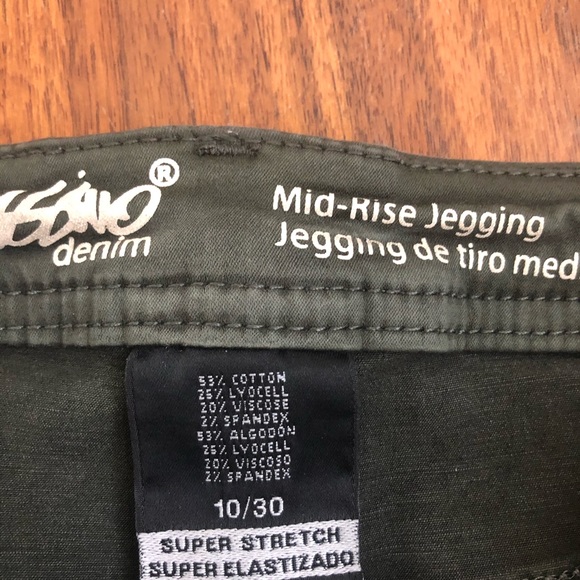 ®
denim
Mid-Rise Jegging
Jegging de tiro med
53% COTTON
25% LYOCELL
20% VISCOSE
2% SPANDEX
53% ALGODÓN
25% LYOCELL
20% VISCOSO
2% SPANDEX
10/30
SUPER STRETCH
SUPER ELASTIZADO